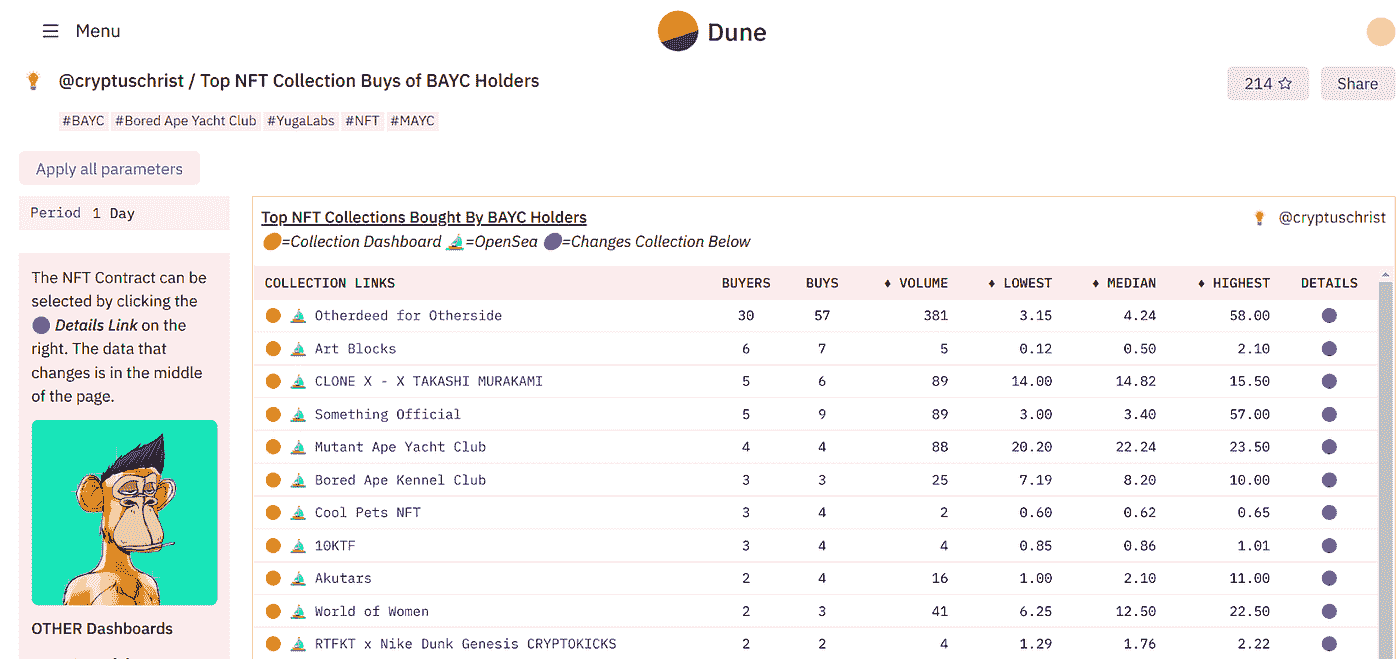 Menu
Dune
@cryptuschrist / Top NFT Collection Buys of BAYC Holders
214
Share
#BAYC #Bored Ape Yacht Club #YugaLabs #NFT #MAYC
Apply all parameters
Period 1 Day
The NFT Contract can be
selected by clicking the
Details Link on the
right. The data that
changes is in the middle
of the page.
OTHER Dashboards
Top NFT Collections Bought By BAYC Holders
@cryptuschrist
=Collection Dashboard =OpenSea =Changes Collection Below
COLLECTION LINKS BUYERS BUYS ♦ VOLUME ♦ LOWEST ♦ MEDIAN ♦ HIGHEST DETAILS
Otherdeed for Otherside 30 57 381 3.15 4.24 58.00
Art Blocks 6 7 5 0.12 0.50 2.10
CLONE X - X TAKASHI MURAKAMI 5 6 89 14.00 14.82 15.50
Something Official 5 9 89 3.00 3.40 57.00
Mutant Ape Yacht Club 4 4 88 20.20 22.24 23.50
Bored Ape Kennel Club 3 3 25 7.19 8.20 10.00
Cool Pets NFT 3 4 2 0.60 0.62 0.65
10KTF 3 4 4 0.85 0.86 1.01
Akutars 2 4 16 1.00 2.10 11.00
World of Women 2 3 41 6.25 12.50 22.50
RTFKT x Nike Dunk Genesis CRYPTOKICKS 2 2 4 1.29 1.76 2.22